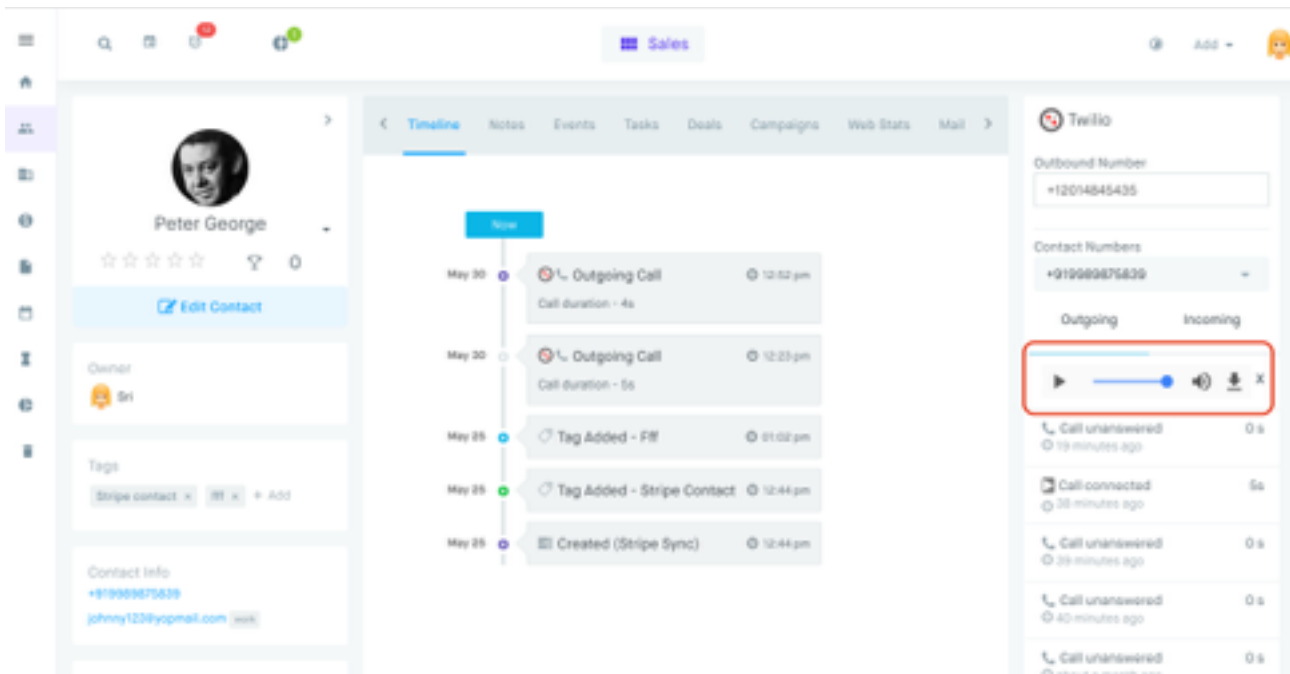 Sales
Add
Peter George
0
Edit Contact
Owner
Sri
Tags
Stripe contact x
fff x
+ Add
Contact Info
+919989875839
johnny123@yopmail.com work
Timeline Notes Events Tasks Deals Campaigns Web Stats Mail
Now
May 30 Outgoing Call 12:52 pm
Call duration - 4s
May 30 Outgoing Call 12:23 pm
Call duration - 5s
May 25 Tag Added - Fff 01:02 pm
May 25 Tag Added - Stripe Contact 12:44 pm
May 25 Created (Stripe Sync) 12:44 pm
Twilio
Outbound Number
+12014845435
Contact Numbers
+919989875839
Outgoing Incoming
x
Call unanswered 0 s
19 minutes ago
Call connected 5s
38 minutes ago
Call unanswered 0 s
39 minutes ago
Call unanswered 0 s
40 minutes ago
Call unanswered 0 s